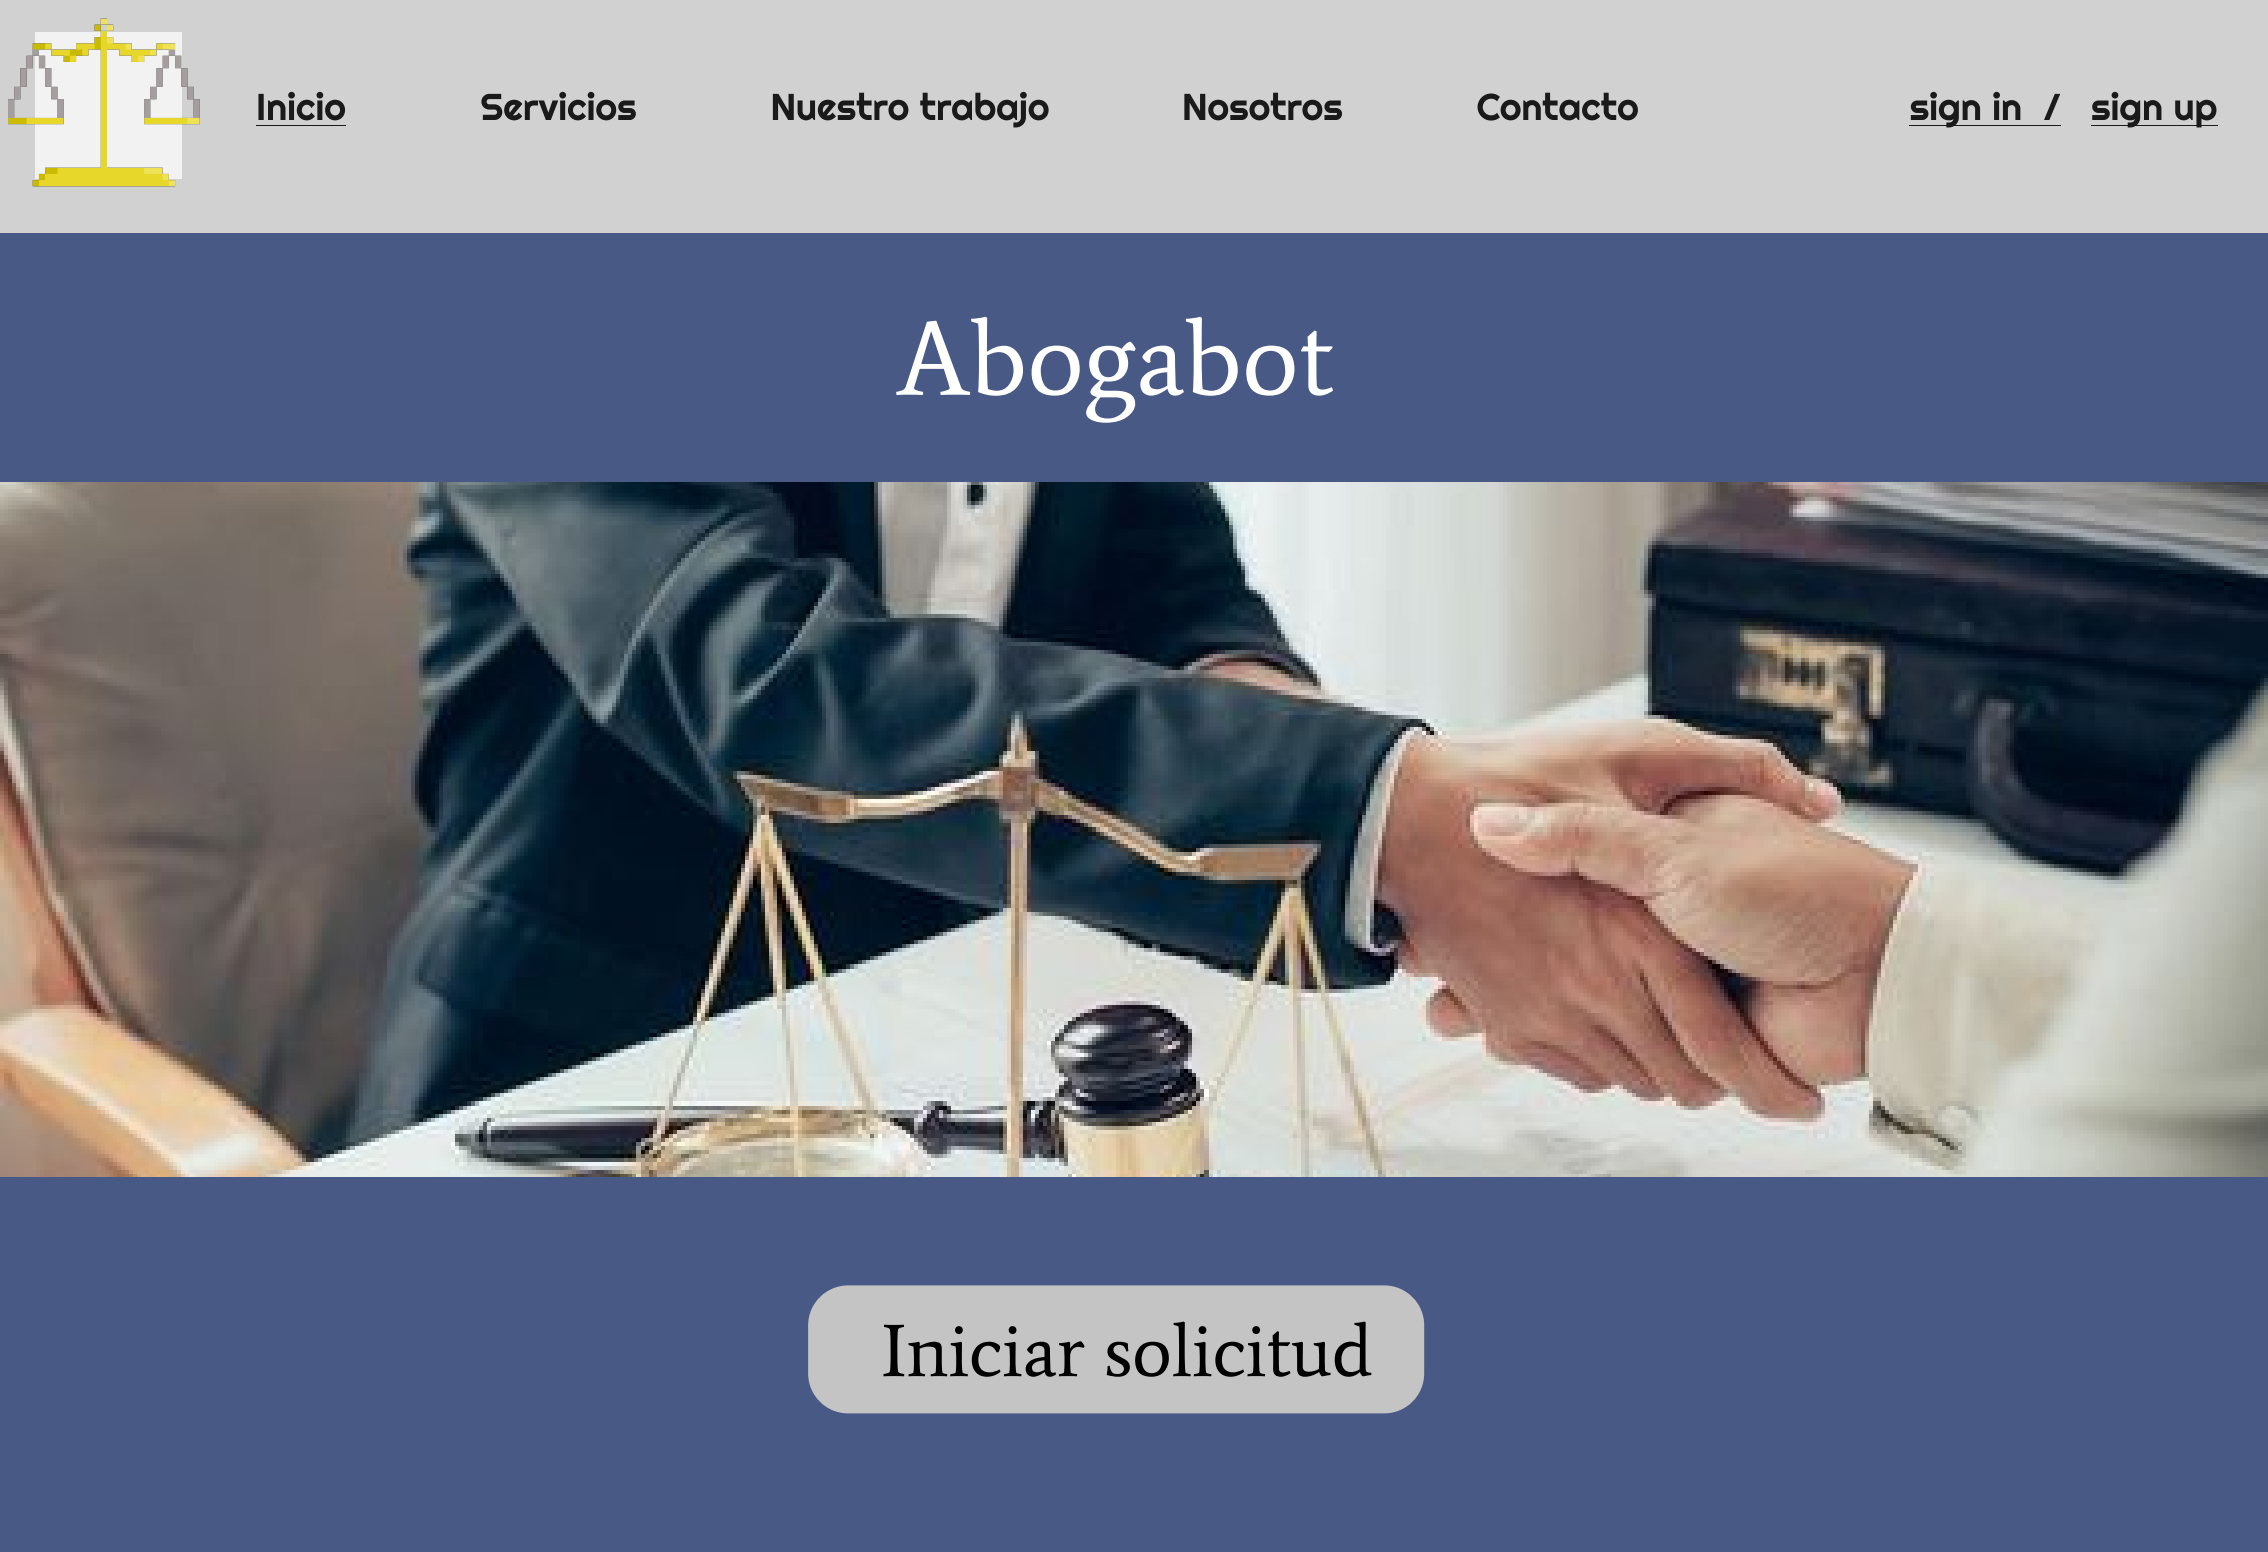 Inicio Servicios Nuestro trabajo Nosotros Contacto sign in / sign up
Abogabot
Iniciar solicitud